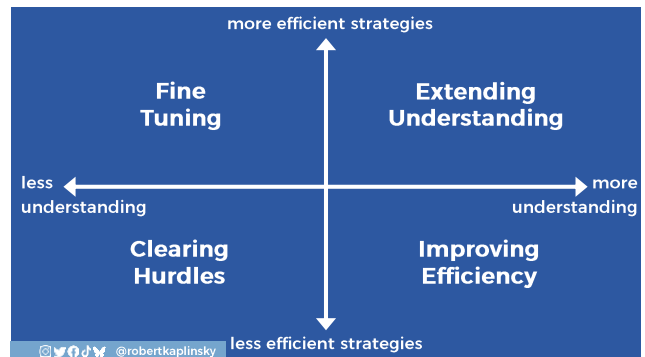 more efficient strategies
Fine
Tuning
Extending
Understanding
less
understanding
more
understanding
Clearing
Hurdles
Improving
Efficiency
less efficient strategies
@robertkaplinsky